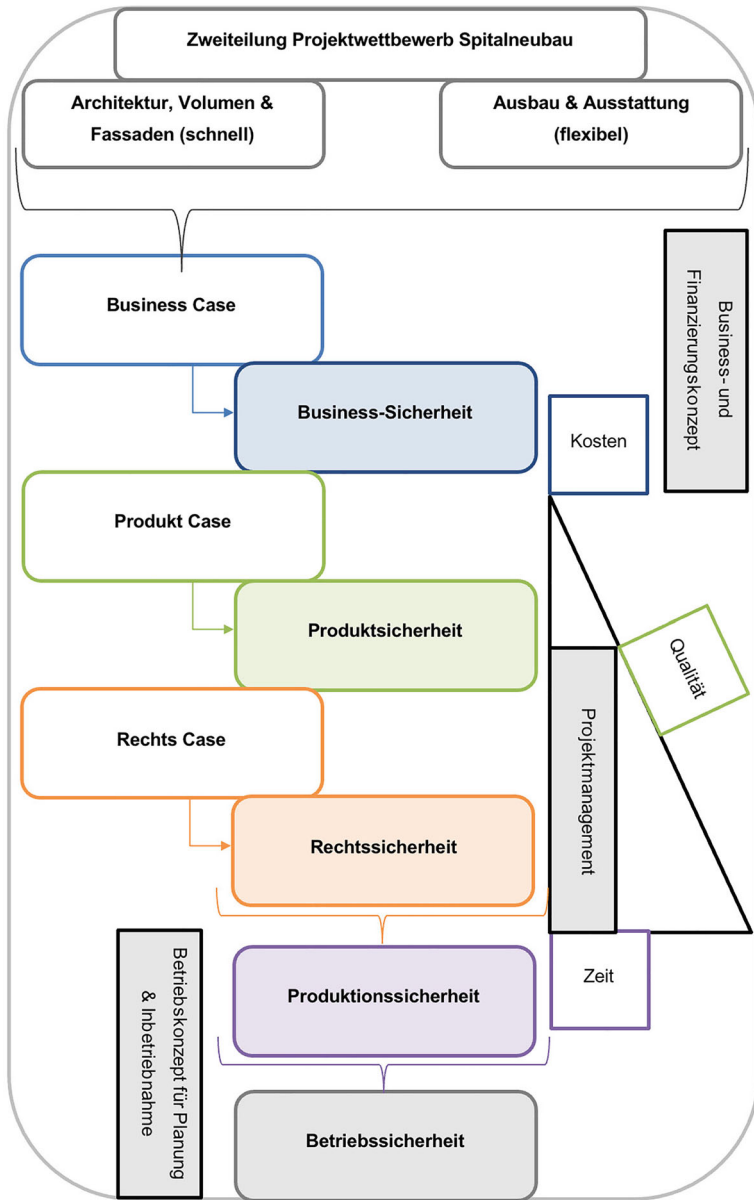 Zweiteilung Projektwettbewerb Spitalneubau
Architektur, Volumen &
Fassaden (schnell)
Ausbau & Ausstattung
(flexibel)
Business Case
Business- und
Finanzierungskonzept
Business-Sicherheit
Kosten
Produkt Case
Produktsicherheit
Qualität
Rechts Case
Projektmanagement
Rechtssicherheit
Betriebskonzept für Planung
& Inbetriebnahme
Produktionssicherheit
Zeit
Betriebssicherheit